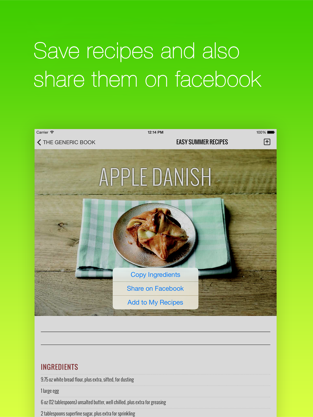 Save recipes and also
share them on facebook
Carrier 12:14 PM 100%
THE GENERIC BOOK EASY SUMMER RECIPES
APPLE DANISH
Copy Ingredients
Share on Facebook
Add to My Recipes
INGREDIENTS
9.75 oz white bread flour, plus extra, sifted, for dusting
1 large egg
6 oz (12 tablespoons) unsalted butter, well chilled, plus extra for greasing
2 tablespoons superfine sugar, plus extra for sprinkling